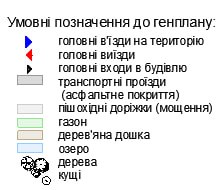 Умовні позначення до генплану:
головні в'їзди на територію
головні виїзди
головні входи в будівлю
транспортні проїзди
(асфальтне покриття)
пішохідні доріжки (мощення)
газон
дерев'яна дошка
озеро
дерева
кущі